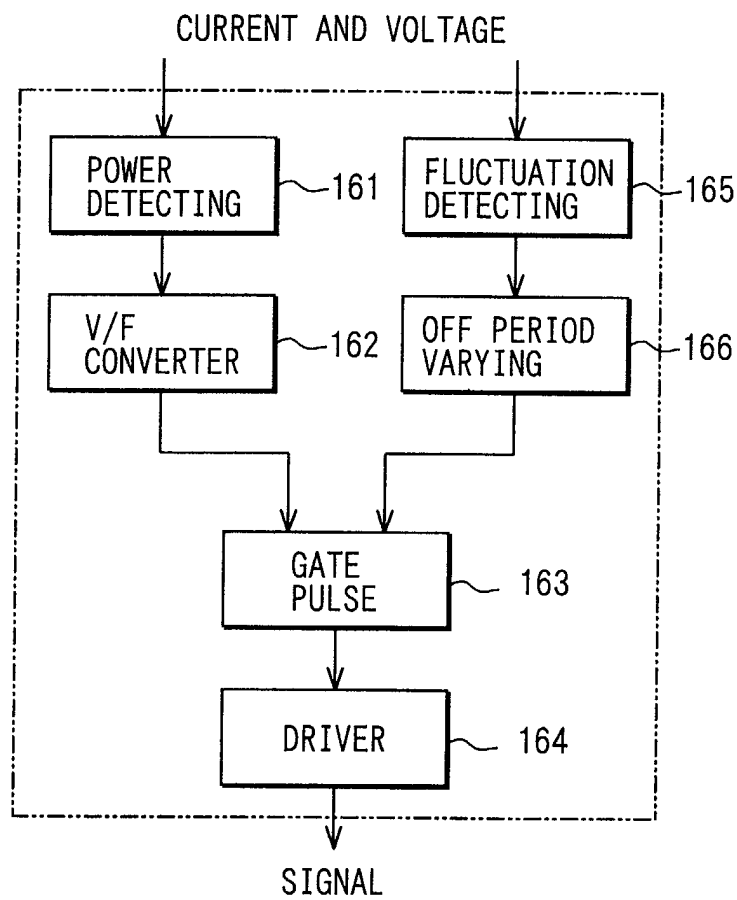 CURRENT AND VOLTAGE
POWER
DETECTING
161
FLUCTUATION
DETECTING
165
V/F
CONVERTER
162
OFF PERIOD
VARYING
166
GATE
PULSE
163
DRIVER
164
SIGNAL